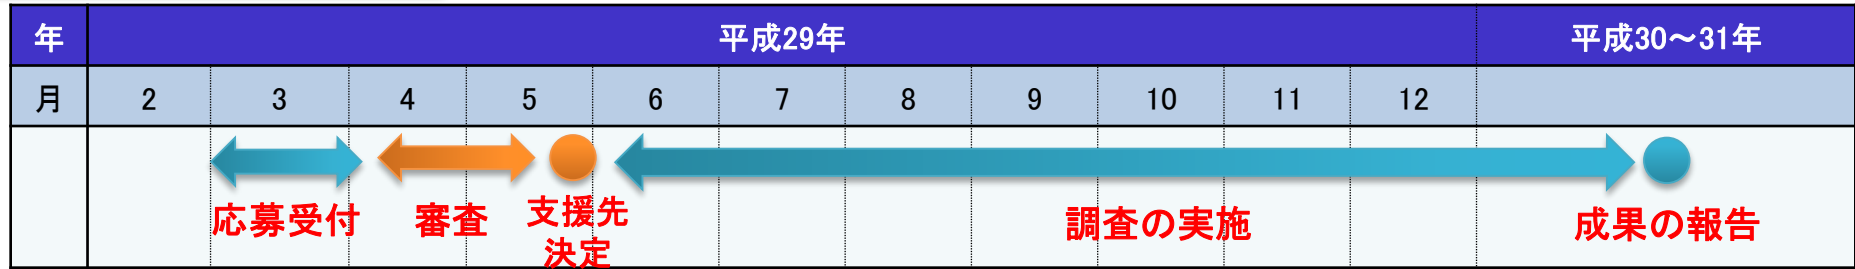 年 平成29年 平成30～31年
月 2 3 4 5 6 7 8 9 10 11 12
応募受付 審査 支援先 調査の実施 成果の報告
決定